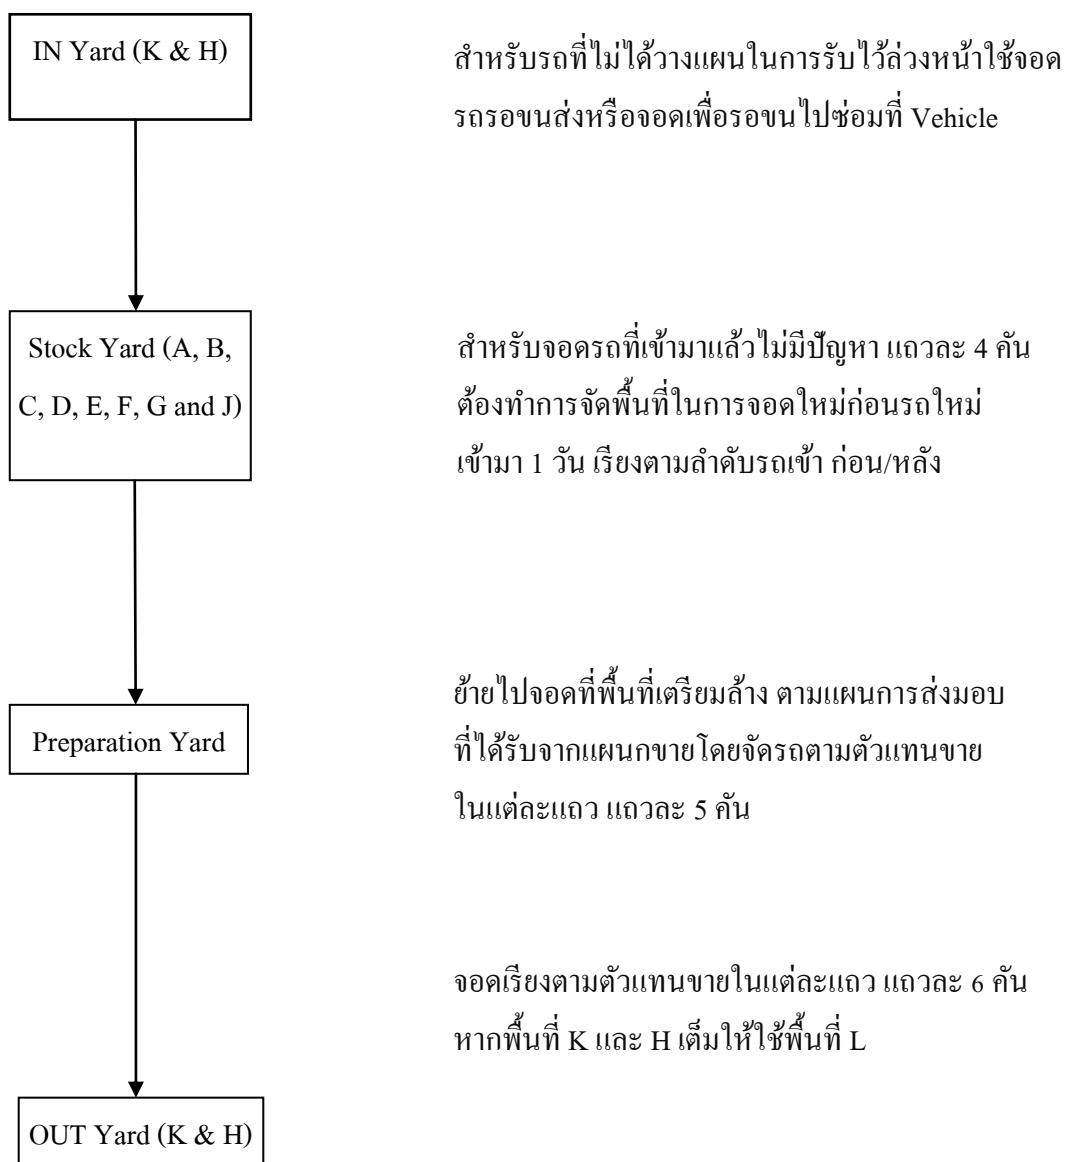 IN Yard (K & H)
สำหรับรถที่ไม่ได้วางแผนในการรับไว้ล่วงหน้าใช้จอด
รถรอขนส่งหรือจอดเพื่อรอขนไปซ่อมที่ Vehicle
Stock Yard (A, B,
C, D, E, F, G and J)
สำหรับจอดรถที่เข้ามาแล้วไม่มีปัญหา แถวละ 4 คัน
ต้องทำการจัดพื้นที่ในการจอดใหม่ก่อนรถใหม่
เข้ามา 1 วัน เรียงตามลำดับรถเข้า ก่อน/หลัง
Preparation Yard
ย้ายไปจอดที่พื้นที่เตรียมล้าง ตามแผนการส่งมอบ
ที่ได้รับจากแผนกขายโดยจัดรถตามตัวแทนขาย
ในแต่ละแถว แถวละ 5 คัน
จอดเรียงตามตัวแทนขายในแต่ละแถว แถวละ 6 คัน
หากพื้นที่ K และ H เต็มให้ใช้พื้นที่ L
OUT Yard (K & H)